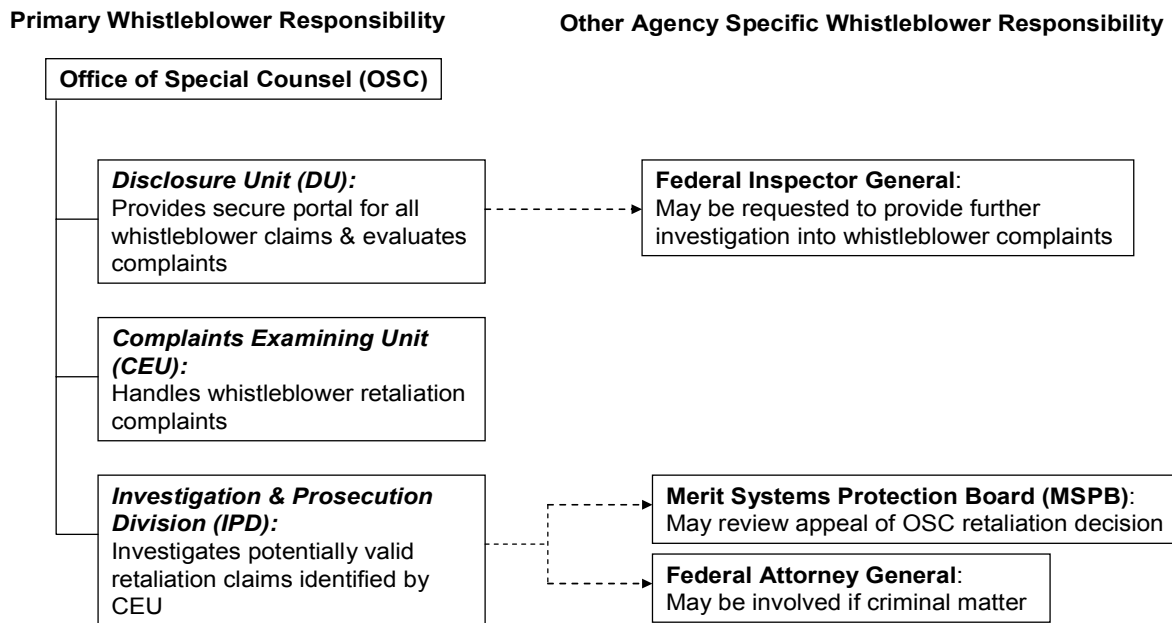 Primary Whistleblower Responsibility
Other Agency Specific Whistleblower Responsibility
Office of Special Counsel (OSC)
Disclosure Unit (DU):
Provides secure portal for all
whistleblower claims & evaluates
complaints
Federal Inspector General:
May be requested to provide further
investigation into whistleblower complaints
Complaints Examining Unit
(CEU):
Handles whistleblower retaliation
complaints
Investigation & Prosecution
Division (IPD):
Investigates potentially valid
retaliation claims identified by
CEU
Merit Systems Protection Board (MSPB):
May review appeal of OSC retaliation decision
Federal Attorney General:
May be involved if criminal matter